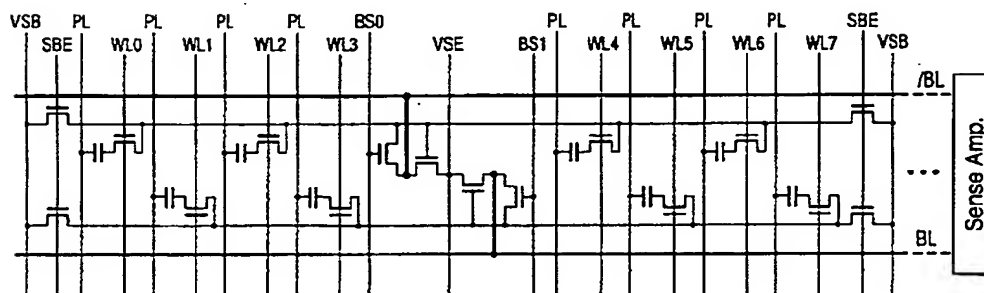 VSB PL PL PL PL BS0 PL PL PL PL SBE
SBE WL0 WL1 WL2 WL3 VSE BS1 WL4 WL5 WL6 WL7 VSB
/BL
BL
Sense Amp.